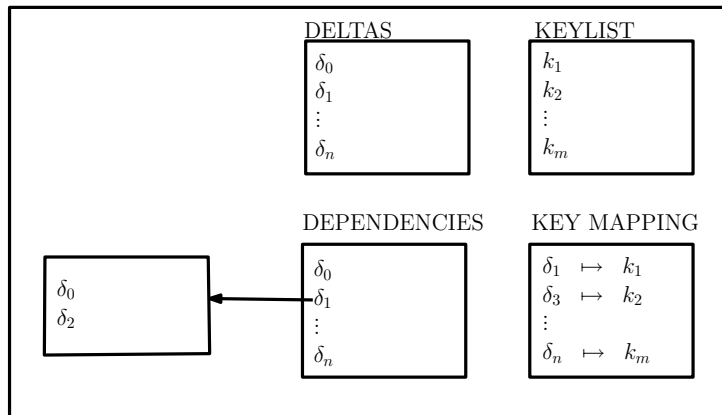 DELTAS
δ₀
δ₁
⋮
δₙ
KEYLIST
k₁
k₂
⋮
kₘ
DEPENDENCIES
δ₀
δ₁
⋮
δₙ
KEY MAPPING
δ₁ ↦ k₁
δ₃ ↦ k₂
⋮
δₙ ↦ kₘ
δ₀
δ₂